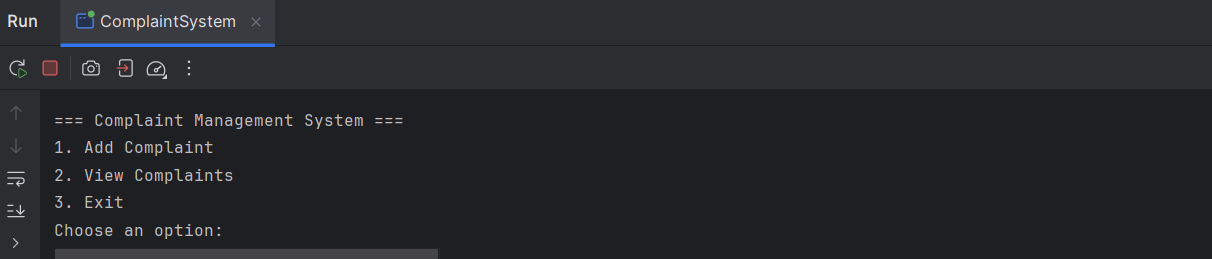 Run
ComplaintSystem
=== Complaint Management System ===
1. Add Complaint
2. View Complaints
3. Exit
Choose an option: